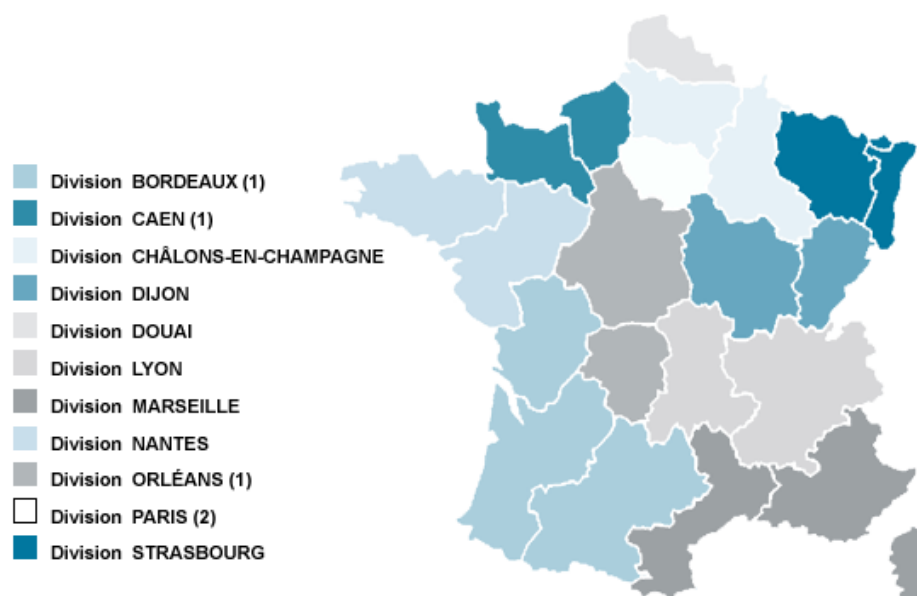 Division BORDEAUX (1)
Division CAEN (1)
Division CHÂLONS-EN-CHAMPAGNE
Division DIJON
Division DOUAI
Division LYON
Division MARSEILLE
Division NANTES
Division ORLÉANS (1)
Division PARIS (2)
Division STRASBOURG